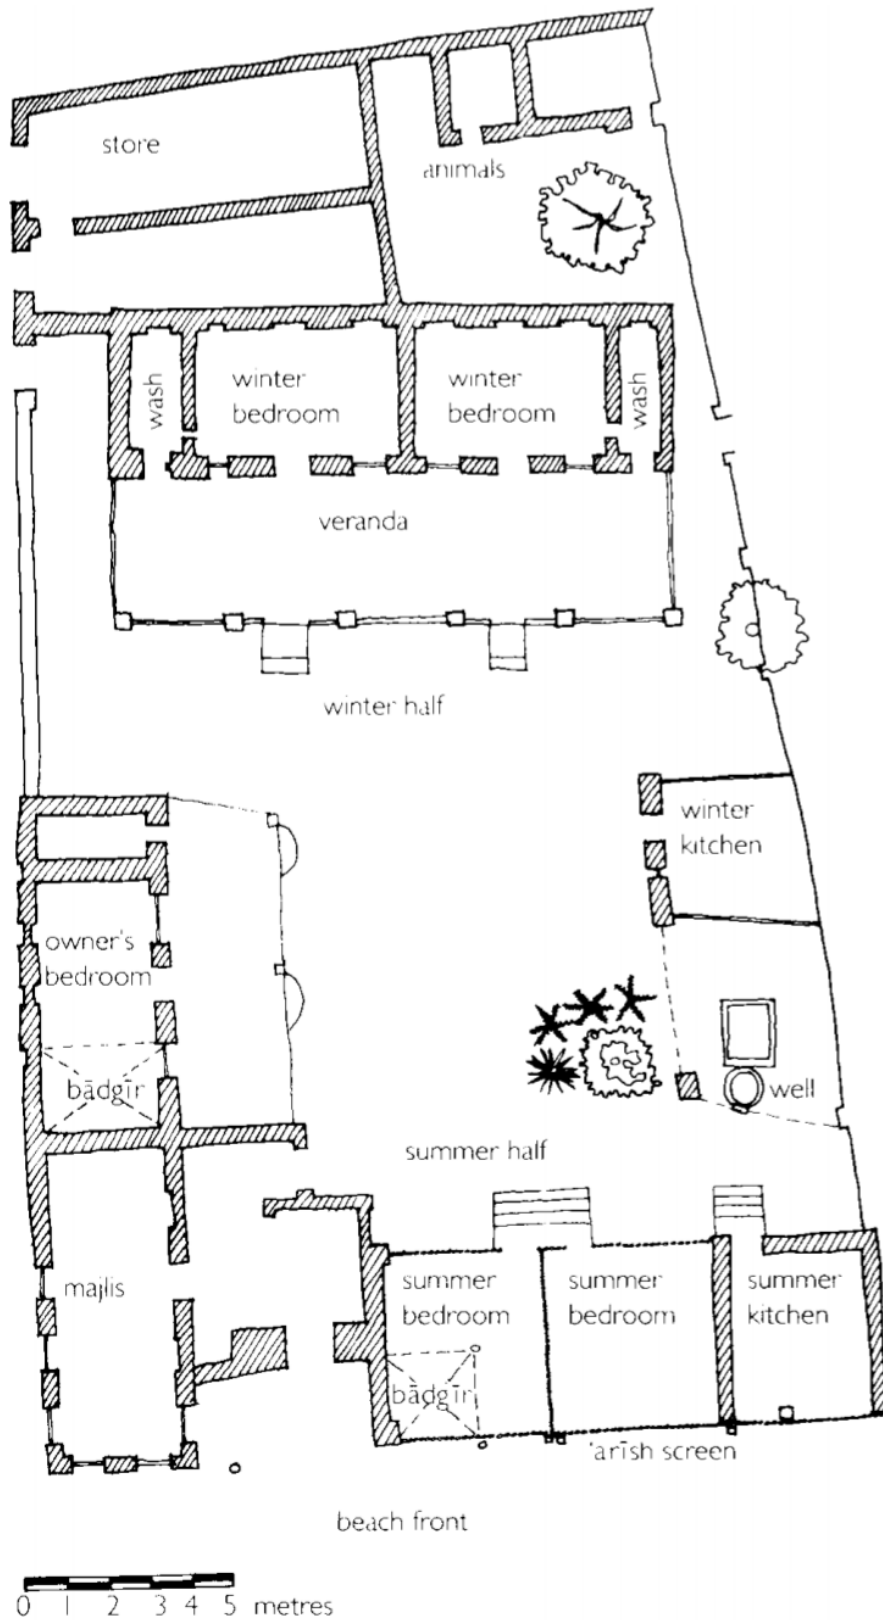 store
animals
wash
winter
bedroom
winter
bedroom
wash
veranda
winter half
winter
kitchen
owner's
bedroom
bādgīr
well
summer half
majlis
summer
bedroom
summer
bedroom
summer
kitchen
bādgīr
'arīsh screen
beach front
0 1 2 3 4 5 metres